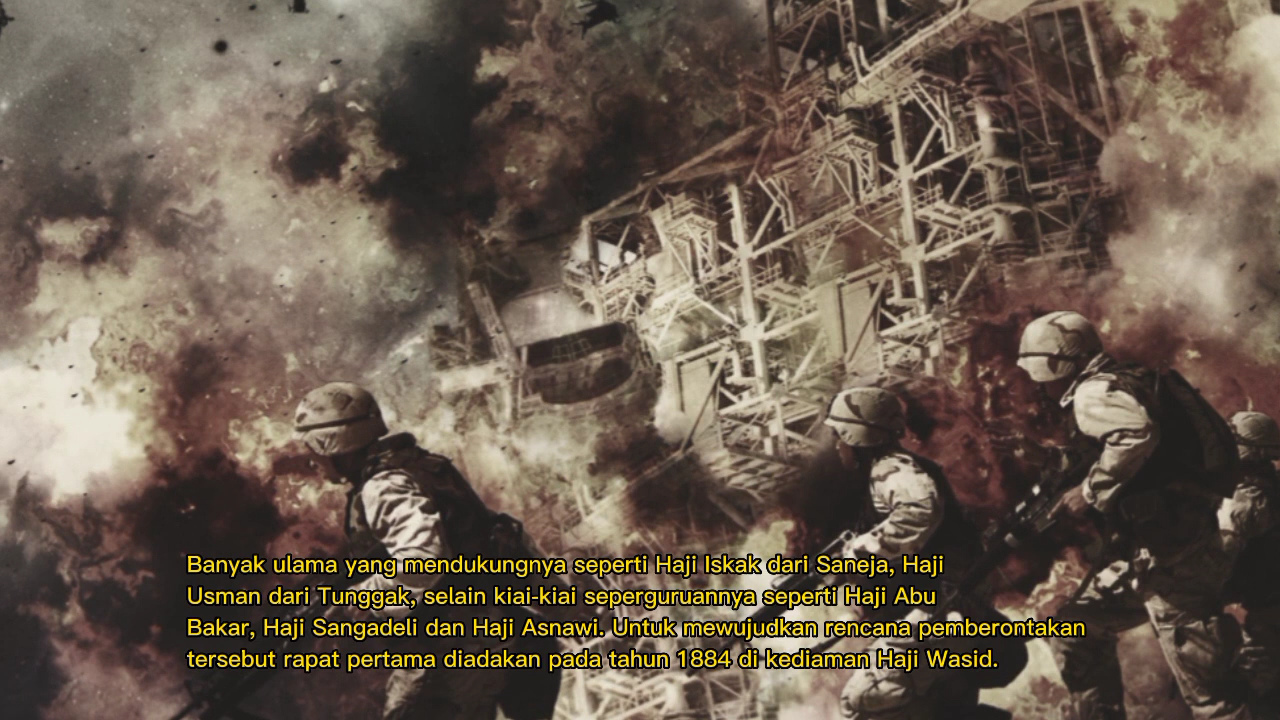 Banyak ulama yang mendukungnya seperti Haji Iskak dari Saneja, Haji
Usman dari Tunggak, selain kiai-kiai seperguruannya seperti Haji Abu
Bakar, Haji Sangadeli dan Haji Asnawi. Untuk mewujudkan rencana pemberontakan
tersebut rapat pertama diadakan pada tahun 1884 di kediaman Haji Wasid.